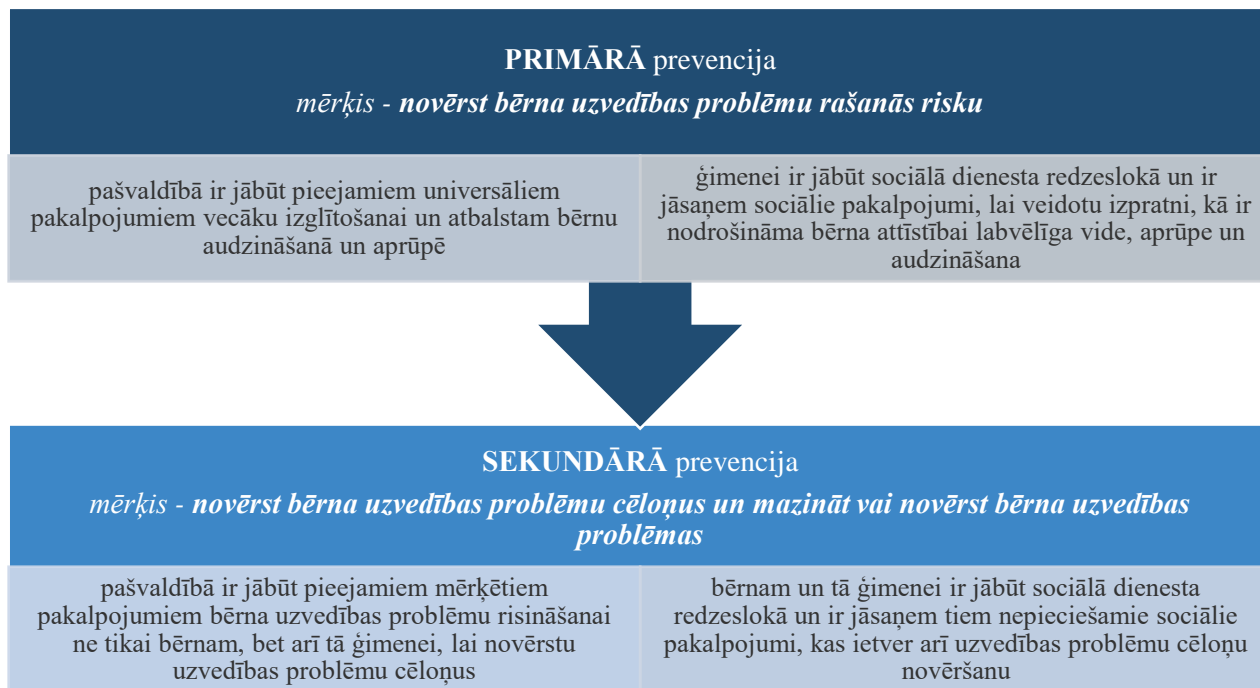 PRIMĀRĀ prevencija
mērķis - novērst bērna uzvedības problēmu rašanās risku
pašvaldībā ir jābūt pieejamiem universāliem
pakalpojumiem vecāku izglītošanai un atbalstam bērnu
audzināšanā un aprūpē
ģimenei ir jābūt sociālā dienesta redzeslokā un ir
jāsaņem sociālie pakalpojumi, lai veidotu izpratni, kā ir
nodrošināma bērna attīstībai labvēlīga vide, aprūpe un
audzināšana
SEKUNDĀRĀ prevencija
mērķis - novērst bērna uzvedības problēmu cēloņus un mazināt vai novērst bērna uzvedības
problēmas
pašvaldībā ir jābūt pieejamiem mērķētiem
pakalpojumiem bērna uzvedības problēmu risināšanai
ne tikai bērnam, bet arī tā ģimenei, lai novērstu
uzvedības problēmu cēloņus
bērnam un tā ģimenei ir jābūt sociālā dienesta
redzeslokā un ir jāsaņem tiem nepieciešamie sociālie
pakalpojumi, kas ietver arī uzvedības problēmu cēloņu
novēršanu